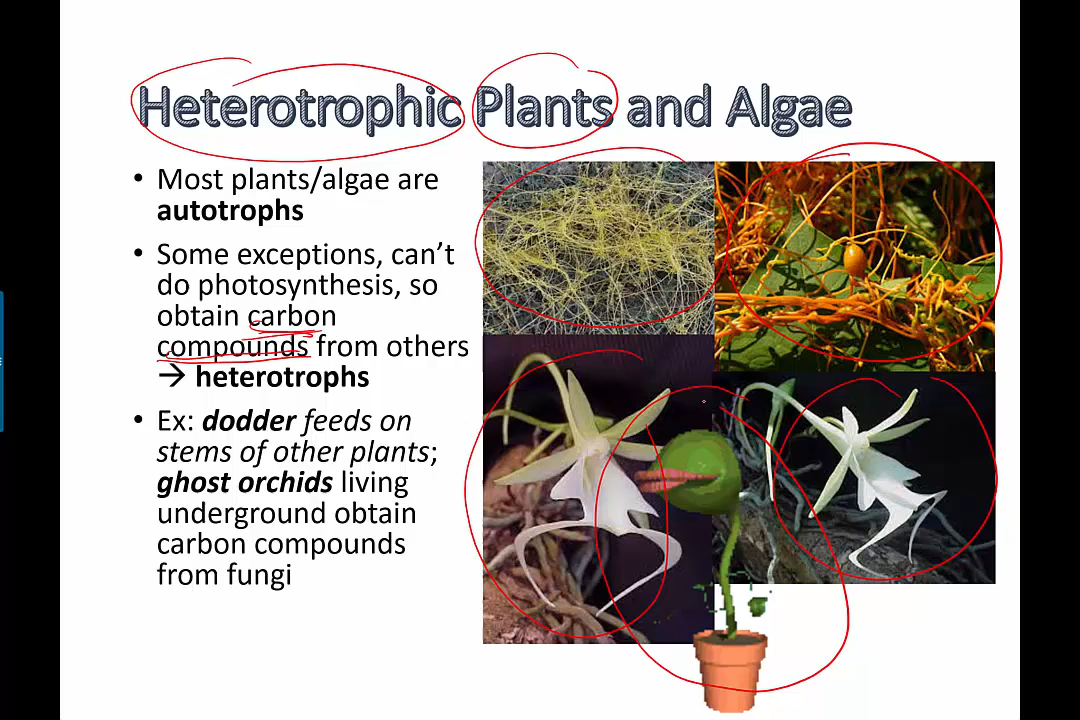 Heterotrophic Plants and Algae
• Most plants/algae are
autotrophs
• Some exceptions, can’t
do photosynthesis, so
obtain carbon
compounds from others
→ heterotrophs
• Ex: dodder feeds on
stems of other plants;
ghost orchids living
underground obtain
carbon compounds
from fungi